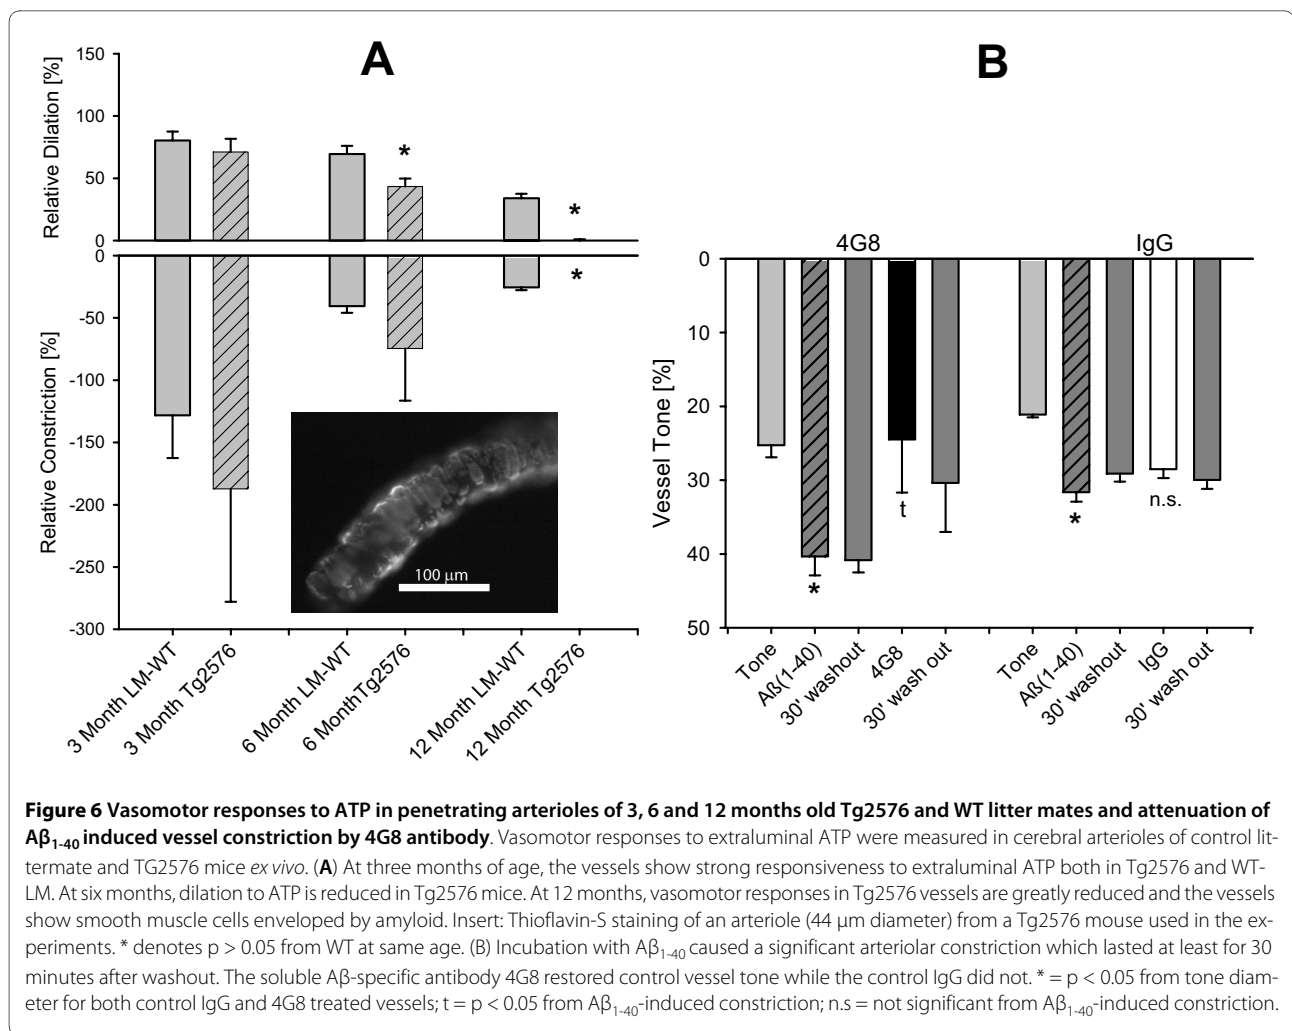 A
B
Relative Dilation [%]
150
100
50
0
Relative Constriction [%]
0
-50
-100
-150
-200
-250
-300
*
*
*
100 µm
3 Month LM-WT
3 Month Tg2576
6 Month LM-WT
6 MonthTg2576
12 Month LM-WT
12 Month Tg2576
4G8
IgG
Vessel Tone [%]
0
10
20
30
40
50
*
t
*
n.s.
Tone
Aß(1-40)
30' washout
4G8
30' wash out
Tone
Aß(1-40)
30' washout
IgG
30' wash out
Figure 6 Vasomotor responses to ATP in penetrating arterioles of 3, 6 and 12 months old Tg2576 and WT litter mates and attenuation of
Aβ1-40 induced vessel constriction by 4G8 antibody. Vasomotor responses to extraluminal ATP were measured in cerebral arterioles of control lit-
termate and TG2576 mice ex vivo. (A) At three months of age, the vessels show strong responsiveness to extraluminal ATP both in Tg2576 and WT-
LM. At six months, dilation to ATP is reduced in Tg2576 mice. At 12 months, vasomotor responses in Tg2576 vessels are greatly reduced and the vessels
show smooth muscle cells enveloped by amyloid. Insert: Thioflavin-S staining of an arteriole (44 µm diameter) from a Tg2576 mouse used in the ex-
periments. * denotes p > 0.05 from WT at same age. (B) Incubation with Aβ1-40 caused a significant arteriolar constriction which lasted at least for 30
minutes after washout. The soluble Aβ-specific antibody 4G8 restored control vessel tone while the control IgG did not. * = p < 0.05 from tone diam-
eter for both control IgG and 4G8 treated vessels; t = p < 0.05 from Aβ1-40-induced constriction; n.s = not significant from Aβ1-40-induced constriction.